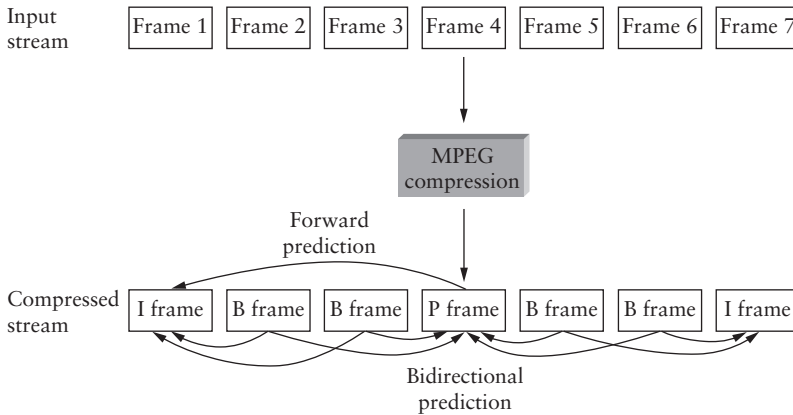 Input
stream
Frame 1 Frame 2 Frame 3 Frame 4 Frame 5 Frame 6 Frame 7
MPEG
compression
Forward
prediction
Compressed
stream
I frame B frame B frame P frame B frame B frame I frame
Bidirectional
prediction